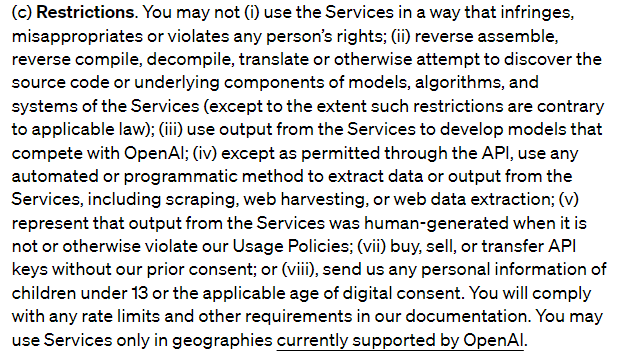 (c) Restrictions. You may not (i) use the Services in a way that infringes,
misappropriates or violates any person's rights; (ii) reverse assemble,
reverse compile, decompile, translate or otherwise attempt to discover the
source code or underlying components of models, algorithms, and
systems of the Services (except to the extent such restrictions are contrary
to applicable law); (iii) use output from the Services to develop models that
compete with OpenAI; (iv) except as permitted through the API, use any
automated or programmatic method to extract data or output from the
Services, including scraping, web harvesting, or web data extraction; (v)
represent that output from the Services was human-generated when it is
not or otherwise violate our Usage Policies; (vii) buy, sell, or transfer API
keys without our prior consent; or (viii), send us any personal information of
children under 13 or the applicable age of digital consent. You will comply
with any rate limits and other requirements in our documentation. You may
use Services only in geographies currently supported by OpenAI.